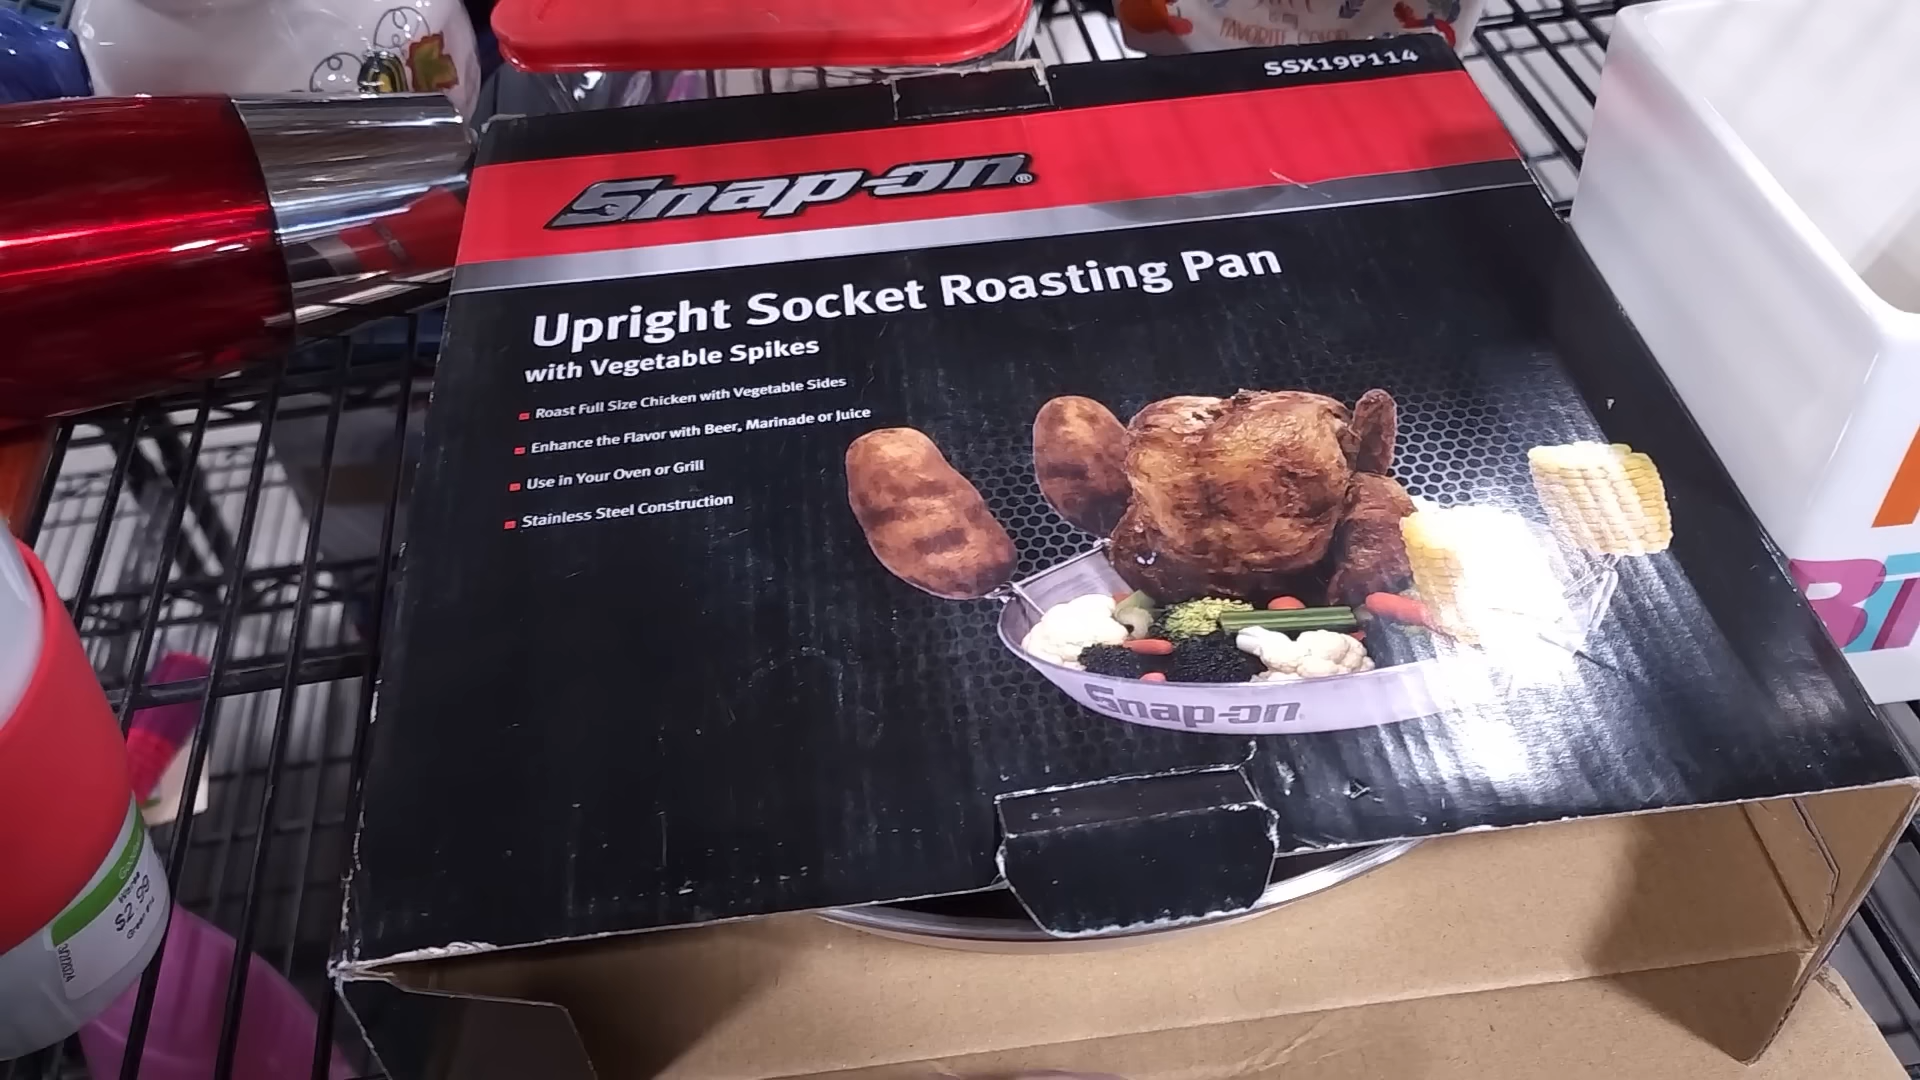 SSX19P114
Snap-on®
Upright Socket Roasting Pan
with Vegetable Spikes
Roast Full Size Chicken with Vegetable Sides
Enhance the Flavor with Beer, Marinade or Juice
Use in Your Oven or Grill
Stainless Steel Construction
Snap-on
FAVORITE COLOR
$2.99